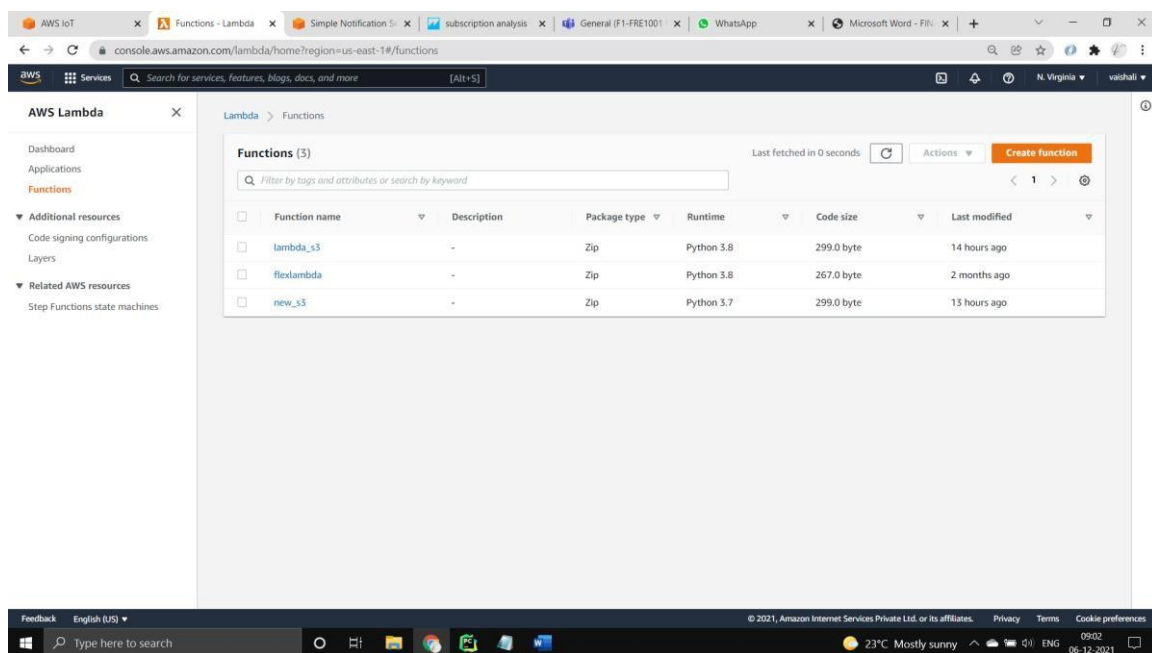 AWS IoT
Functions - Lambda
Simple Notification S
subscription analysis
General (F1-FRE1001
WhatsApp
Microsoft Word - FIN
console.aws.amazon.com/lambda/home?region=us-east-1#/functions
aws Services Search for services, features, blogs, docs, and more [Alt+S] N. Virginia vaishali
AWS Lambda
Dashboard
Applications
Functions
Additional resources
Code signing configurations
Layers
Related AWS resources
Step Functions state machines
Lambda > Functions
Functions (3) Last fetched in 0 seconds Actions Create function
Filter by tags and attributes or search by keyword 1
Function name Description Package type Runtime Code size Last modified
lambda_s3 - Zip Python 3.8 299.0 byte 14 hours ago
flexlambda - Zip Python 3.8 267.0 byte 2 months ago
new_s3 - Zip Python 3.7 299.0 byte 13 hours ago
Feedback English (US) © 2021, Amazon Internet Services Private Ltd. or its affiliates. Privacy Terms Cookie preferences
Type here to search 23°C Mostly sunny ENG 09:02
06-12-2021